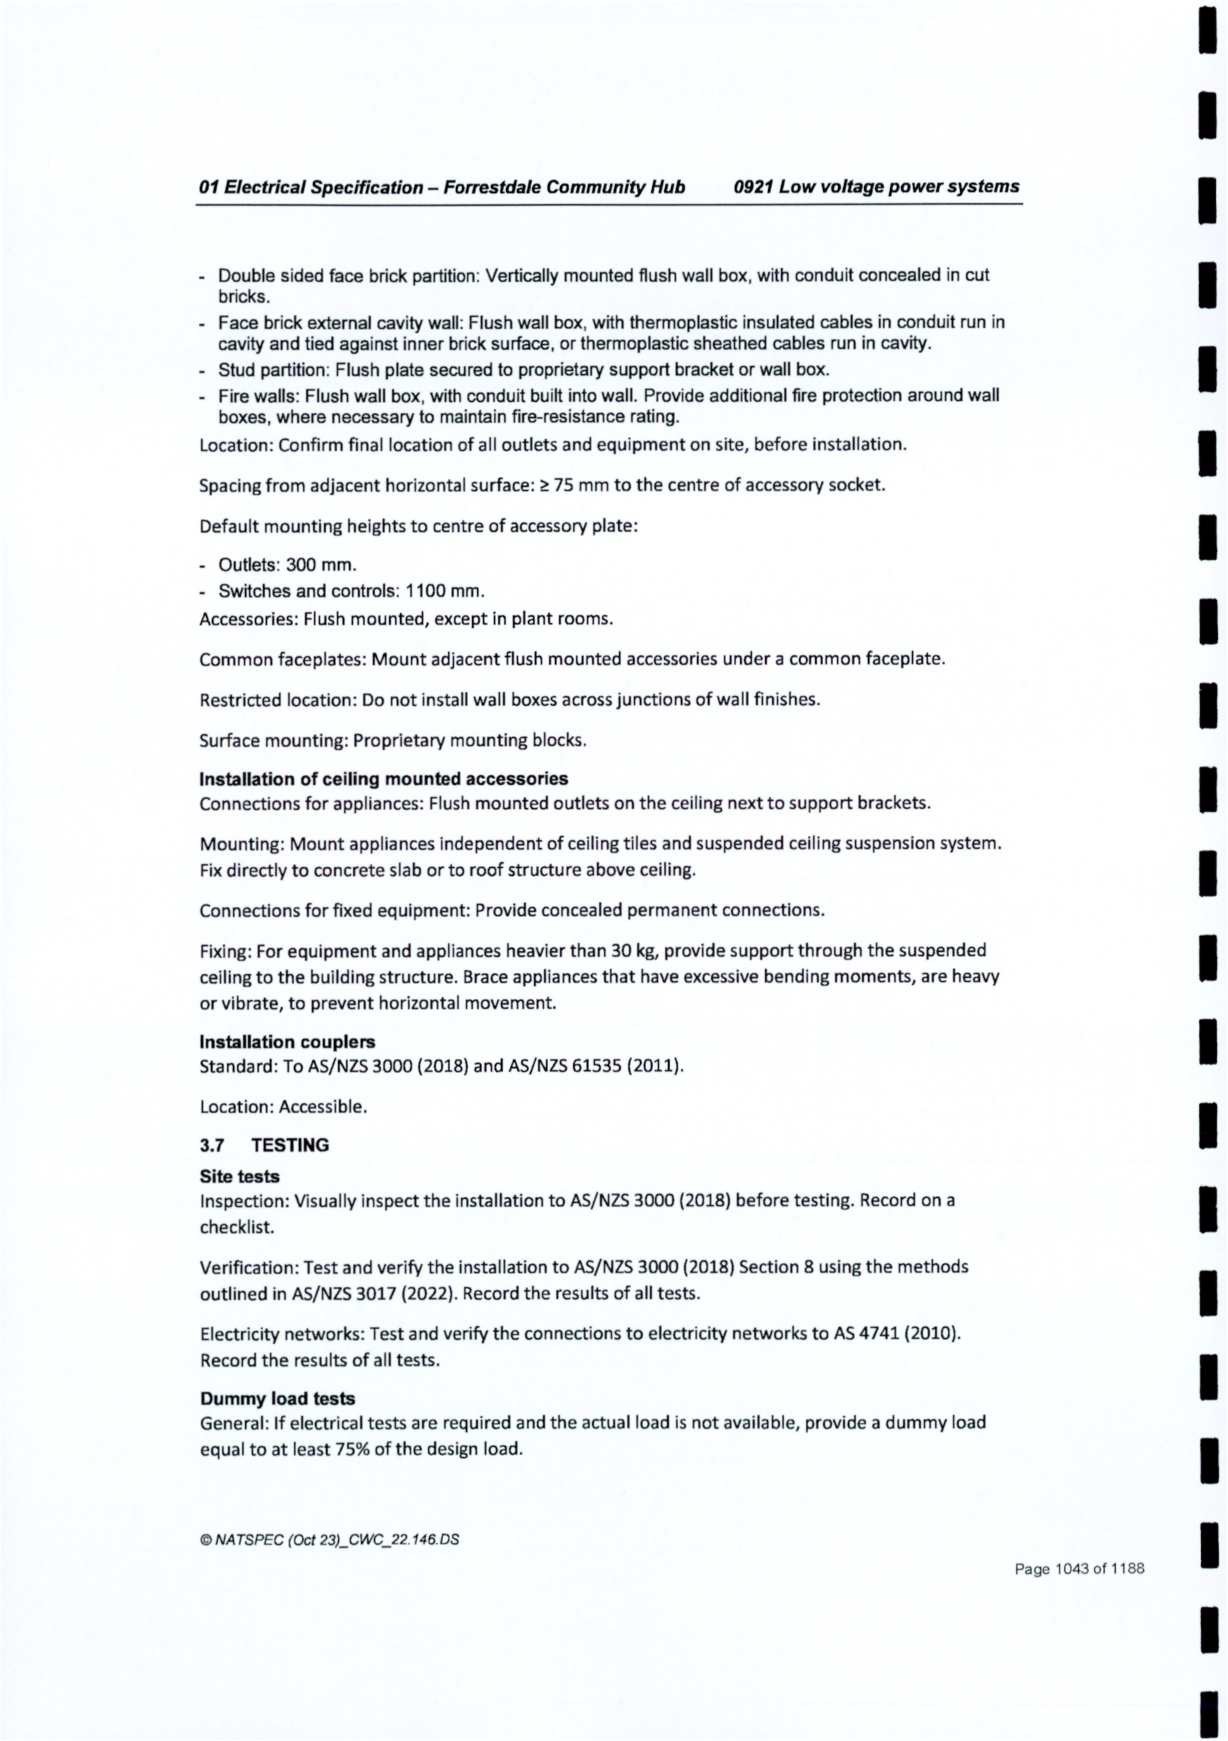 01 Electrical Specification – Forrestdale Community Hub 0921 Low voltage power systems
- Double sided face brick partition: Vertically mounted flush wall box, with conduit concealed in cut
bricks.
- Face brick external cavity wall: Flush wall box, with thermoplastic insulated cables in conduit run in
cavity and tied against inner brick surface, or thermoplastic sheathed cables run in cavity.
- Stud partition: Flush plate secured to proprietary support bracket or wall box.
- Fire walls: Flush wall box, with conduit built into wall. Provide additional fire protection around wall
boxes, where necessary to maintain fire-resistance rating.
Location: Confirm final location of all outlets and equipment on site, before installation.
Spacing from adjacent horizontal surface: ≥ 75 mm to the centre of accessory socket.
Default mounting heights to centre of accessory plate:
- Outlets: 300 mm.
- Switches and controls: 1100 mm.
Accessories: Flush mounted, except in plant rooms.
Common faceplates: Mount adjacent flush mounted accessories under a common faceplate.
Restricted location: Do not install wall boxes across junctions of wall finishes.
Surface mounting: Proprietary mounting blocks.
Installation of ceiling mounted accessories
Connections for appliances: Flush mounted outlets on the ceiling next to support brackets.
Mounting: Mount appliances independent of ceiling tiles and suspended ceiling suspension system.
Fix directly to concrete slab or to roof structure above ceiling.
Connections for fixed equipment: Provide concealed permanent connections.
Fixing: For equipment and appliances heavier than 30 kg, provide support through the suspended
ceiling to the building structure. Brace appliances that have excessive bending moments, are heavy
or vibrate, to prevent horizontal movement.
Installation couplers
Standard: To AS/NZS 3000 (2018) and AS/NZS 61535 (2011).
Location: Accessible.
3.7 TESTING
Site tests
Inspection: Visually inspect the installation to AS/NZS 3000 (2018) before testing. Record on a
checklist.
Verification: Test and verify the installation to AS/NZS 3000 (2018) Section 8 using the methods
outlined in AS/NZS 3017 (2022). Record the results of all tests.
Electricity networks: Test and verify the connections to electricity networks to AS 4741 (2010).
Record the results of all tests.
Dummy load tests
General: If electrical tests are required and the actual load is not available, provide a dummy load
equal to at least 75% of the design load.
© NATSPEC (Oct 23)_CWC_22.146.DS
Page 1043 of 1188